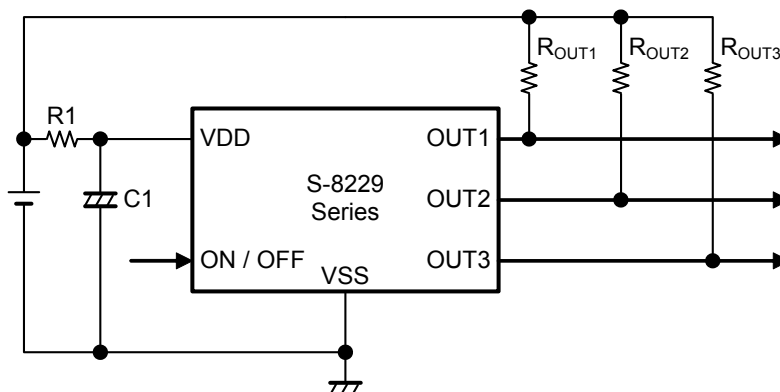 ROUT1
ROUT2
ROUT3
R1
VDD
OUT1
S-8229
Series
C1
OUT2
ON / OFF
OUT3
VSS